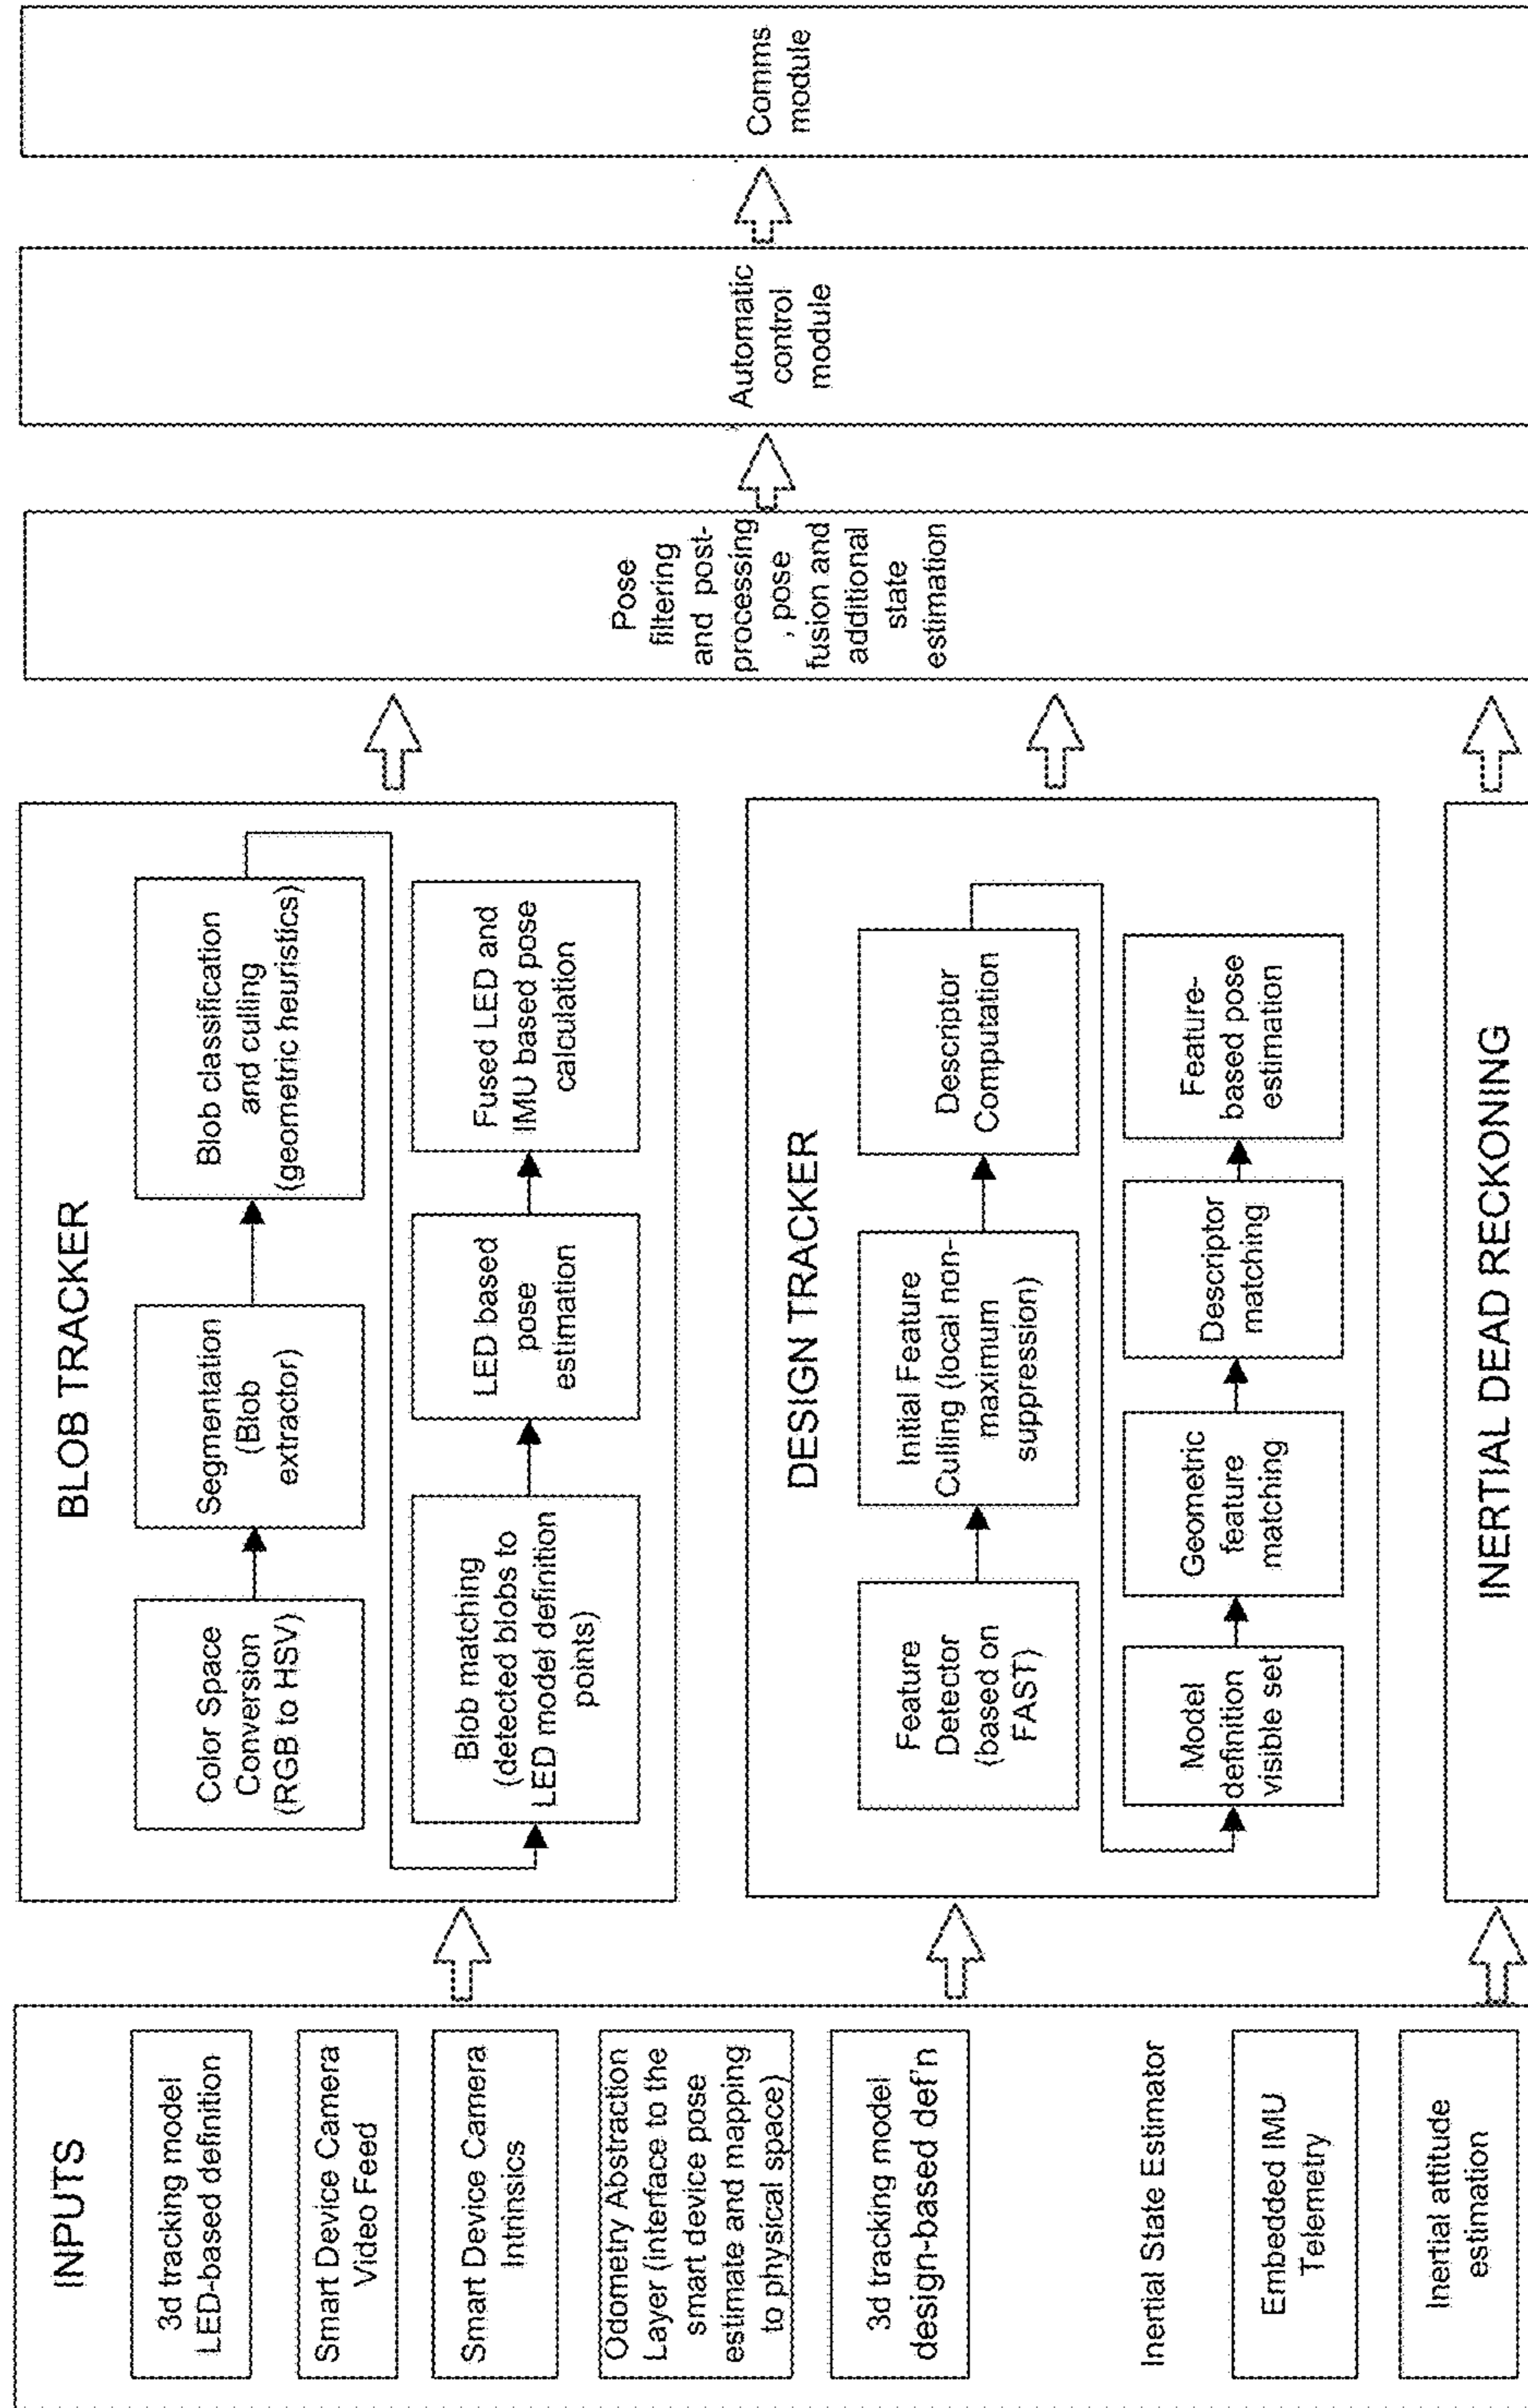 INPUTS
3d tracking model
LED-based definition
Smart Device Camera
Video Feed
Smart Device Camera
Intrinsics
Odometry Abstraction
Layer (interface to the
smart device pose
estimate and mapping
to physical space)
3d tracking model
design-based def'n
Inertial State Estimator
Embedded IMU
Telemetry
Inertial attitude
estimation
BLOB TRACKER
Color Space
Conversion
(RGB to HSV)
Segmentation
(Blob
extractor)
Blob classification
and culling
(geometric heuristics)
Blob matching
(detected blobs to
LED model definition
points)
LED based
pose
estimation
Fused LED and
IMU based pose
calculation
DESIGN TRACKER
Feature
Detector
(based on
FAST)
Initial Feature
Culling (local non-
maximum
suppression)
Descriptor
Computation
Model
definition
visible set
Geometric
feature
matching
Descriptor
matching
Feature-
based pose
estimation
INERTIAL DEAD RECKONING
Pose
filtering
and post-
processing
, pose
fusion and
additional
state
estimation
Automatic
control
module
Comms
module